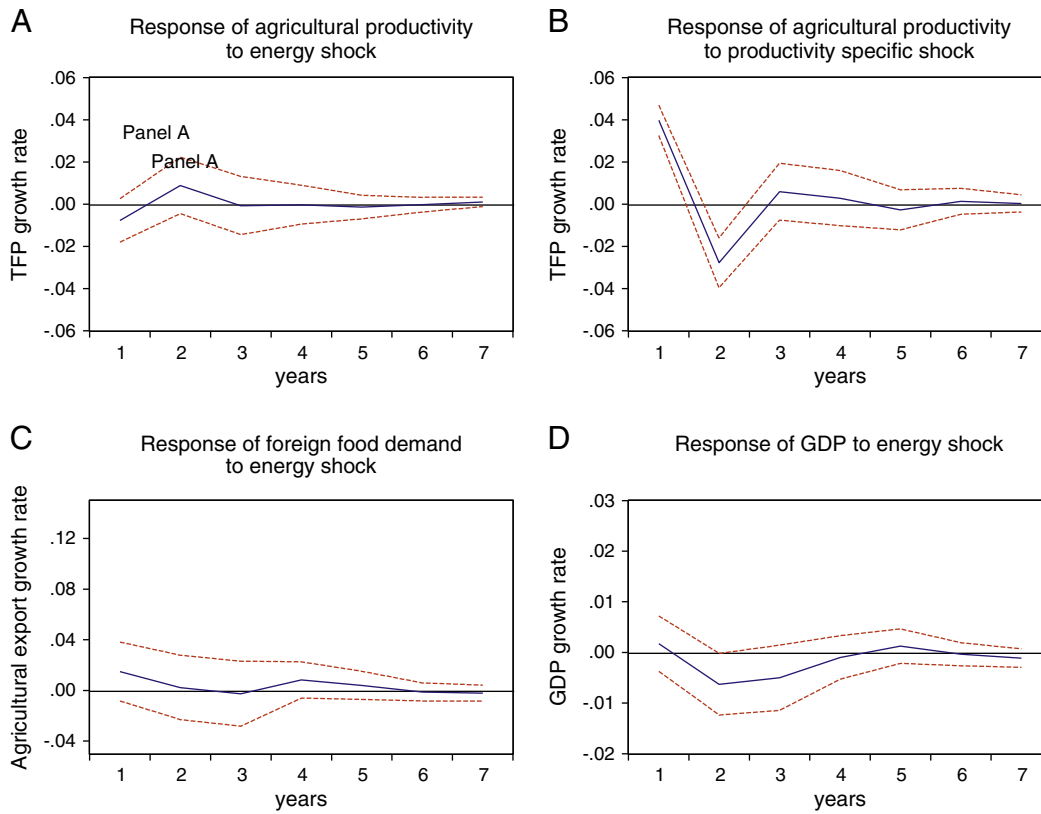 A
Response of agricultural productivity
to energy shock
TFP growth rate
.06
.04
.02
.00
-.02
-.04
-.06
Panel A
Panel A
1 2 3 4 5 6 7
years
B
Response of agricultural productivity
to productivity specific shock
TFP growth rate
.06
.04
.02
.00
-.02
-.04
-.06
1 2 3 4 5 6 7
years
C
Response of foreign food demand
to energy shock
Agricultural export growth rate
.12
.08
.04
.00
-.04
1 2 3 4 5 6 7
years
D
Response of GDP to energy shock
GDP growth rate
.03
.02
.01
.00
-.01
-.02
1 2 3 4 5 6 7
years